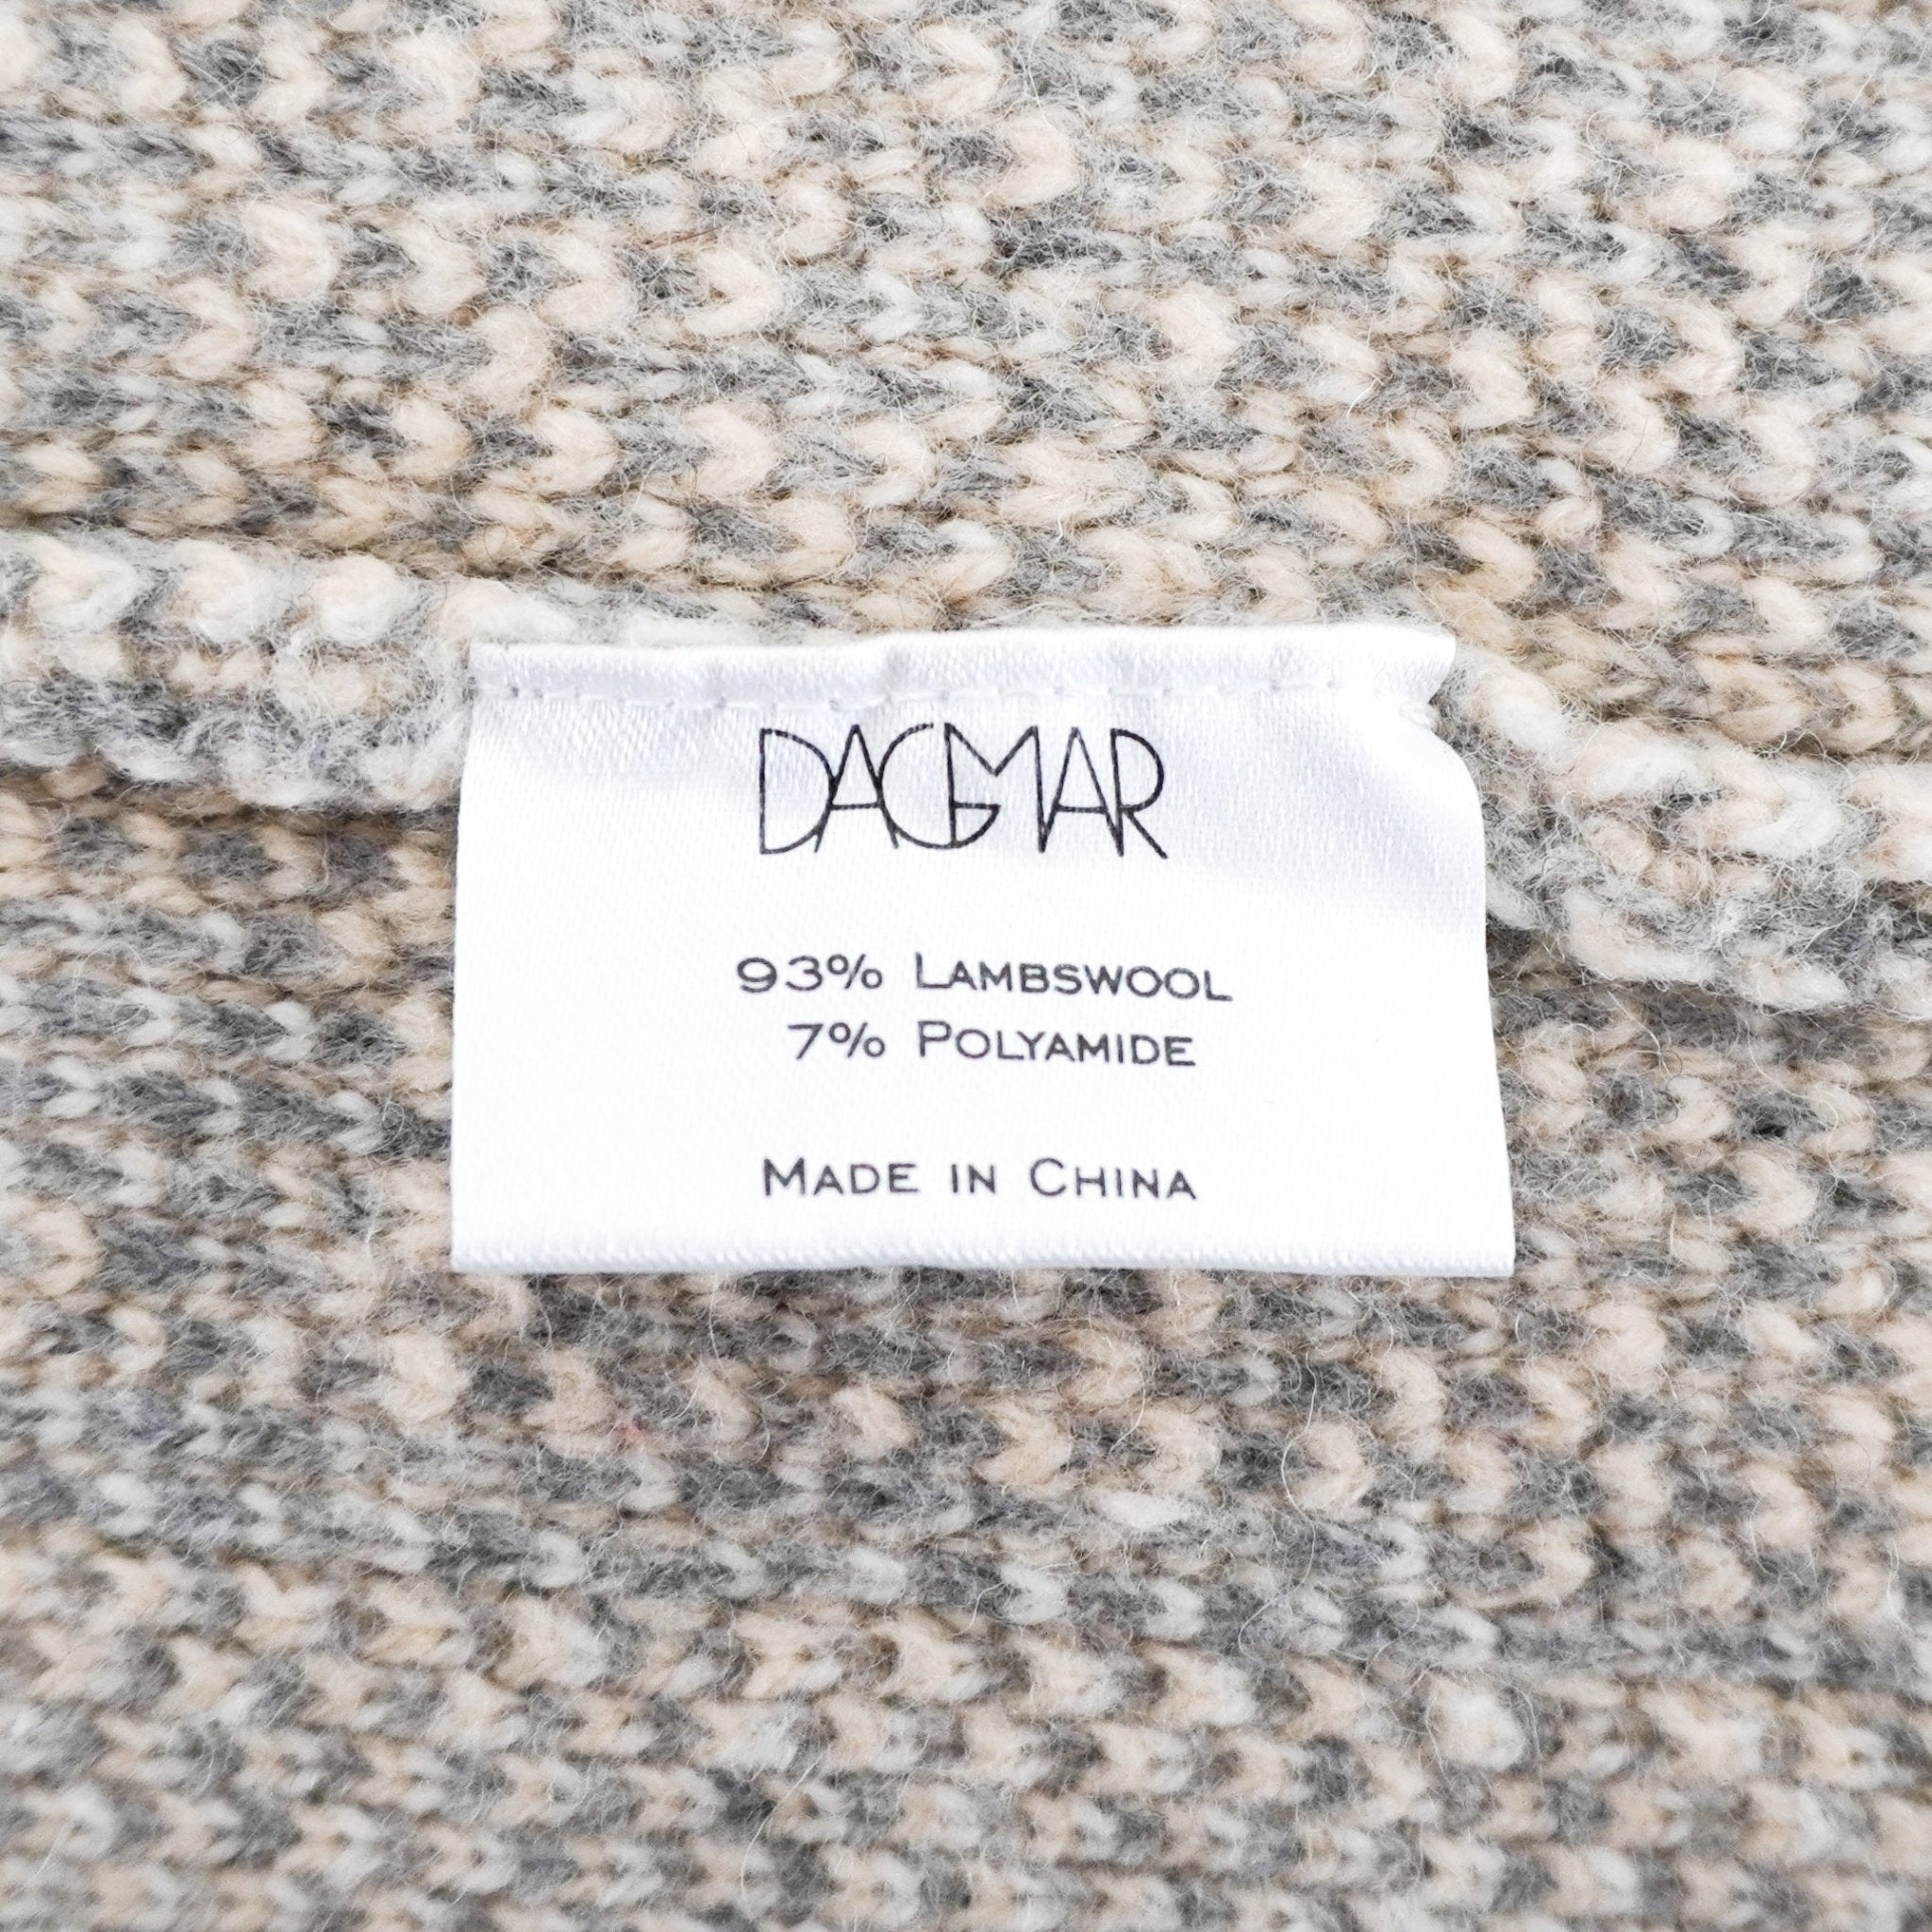 DAGMAR
93% LAMBSWOOL
7% POLYAMIDE
MADE IN CHINA